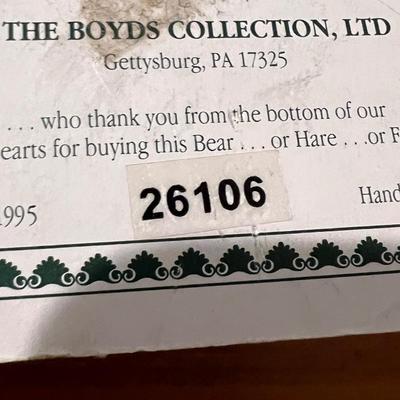 THE BOYDS COLLECTION, LTD
Gettysburg, PA 17325
. . . who thank you from the bottom of our
earts for buying this Bear . . . or Hare . . .or F
1995 26106 Hand